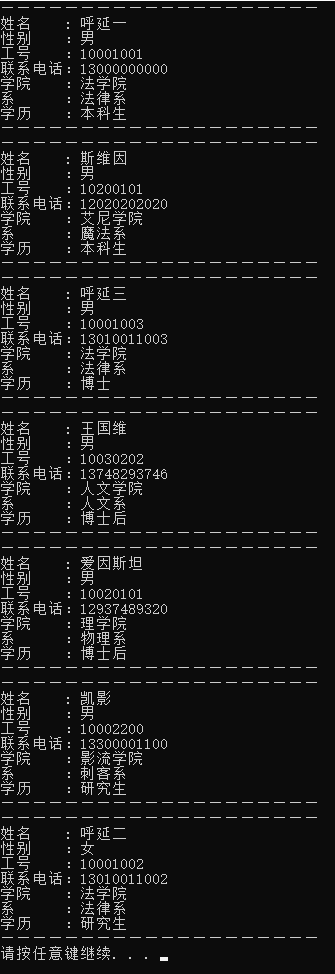 ————————————————————
姓名    : 呼延一
性别    : 男
工号    : 10001001
联系电话: 13000000000
学院    : 法学院
系      : 法律系
学历    : 本科生
————————————————————
————————————————————
姓名    : 斯维因
性别    : 男
工号    : 10200101
联系电话: 12020202020
学院    : 艾尼学院
系      : 魔法系
学历    : 本科生
————————————————————
————————————————————
姓名    : 呼延三
性别    : 男
工号    : 10001003
联系电话: 13010011003
学院    : 法学院
系      : 法律系
学历    : 博士
————————————————————
————————————————————
姓名    : 王国维
性别    : 男
工号    : 10030202
联系电话: 13748293746
学院    : 人文学院
系      : 人文系
学历    : 博士后
————————————————————
————————————————————
姓名    : 爱因斯坦
性别    : 男
工号    : 10020101
联系电话: 12937489320
学院    : 理学院
系      : 物理系
学历    : 博士后
————————————————————
————————————————————
姓名    : 凯影
性别    : 男
工号    : 10002200
联系电话: 13300001100
学院    : 影流学院
系      : 刺客系
学历    : 研究生
————————————————————
————————————————————
姓名    : 呼延二
性别    : 女
工号    : 10001002
联系电话: 13010011002
学院    : 法学院
系      : 法律系
学历    : 研究生
————————————————————
请按任意键继续. . .